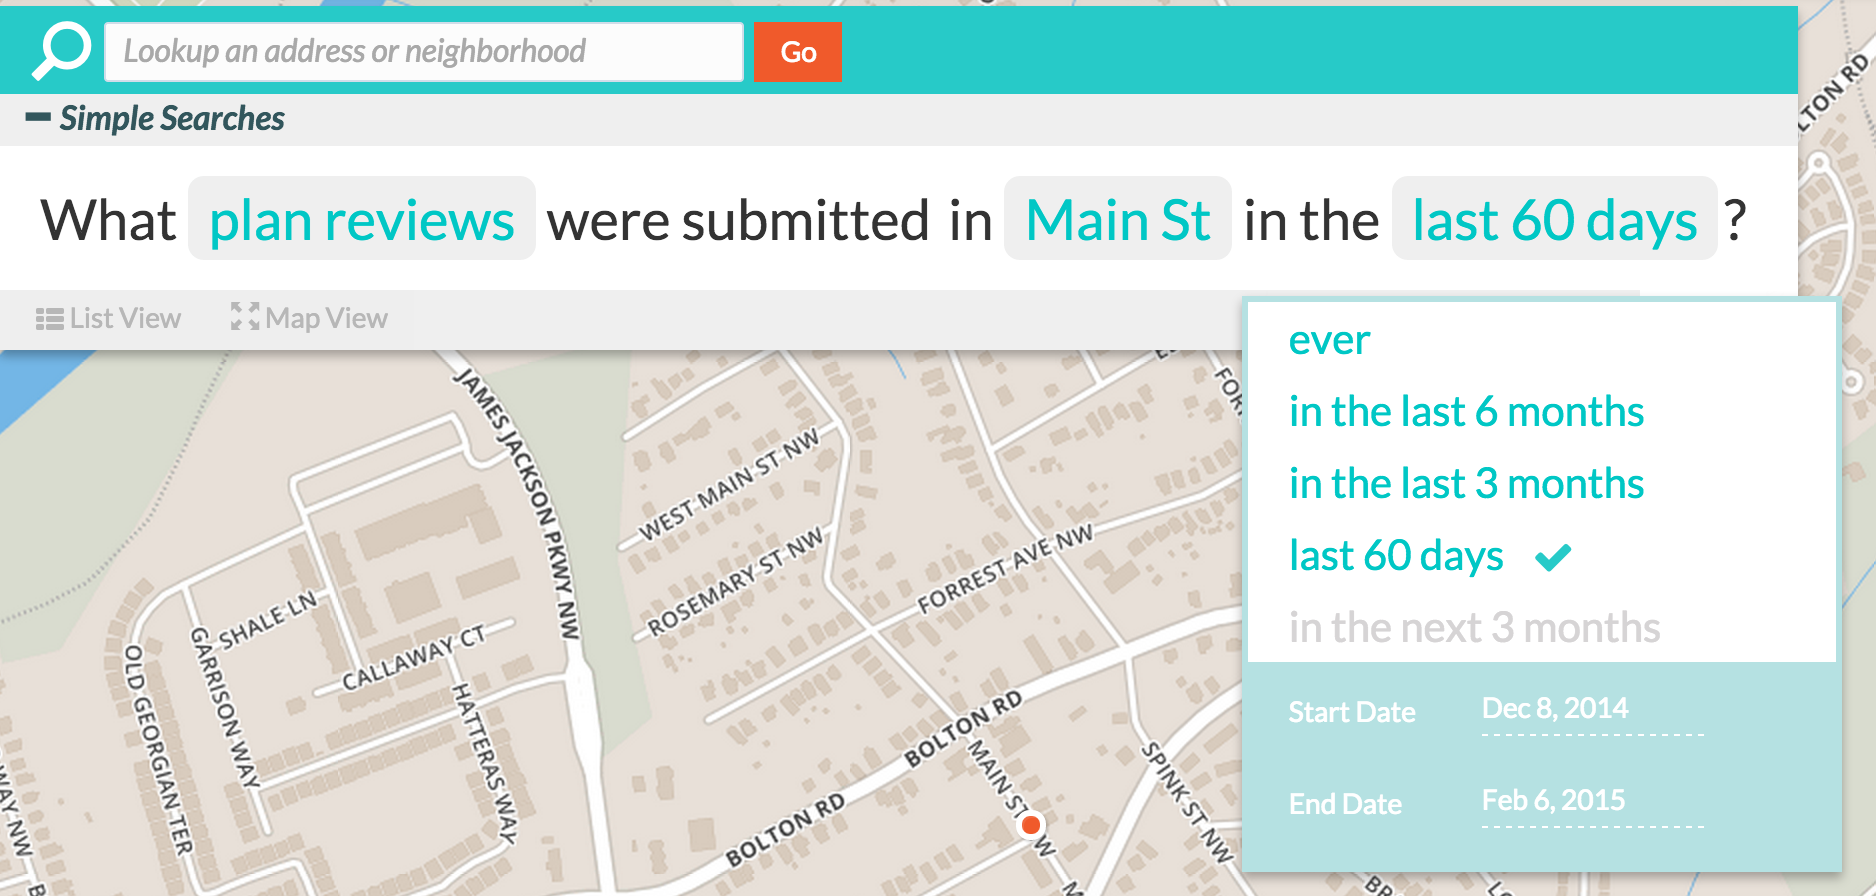 Lookup an address or neighborhood
Go
Simple Searches
What plan reviews were submitted in Main St in the last 60 days ?
List View
Map View
ever
in the last 6 months
in the last 3 months
last 60 days
in the next 3 months
Start Date Dec 8, 2014
End Date Feb 6, 2015
LTON RD
JAMES JACKSON PKWY NW
WEST MAIN ST NW
ROSEMARY ST NW
FORREST AVE NW
FOR
SHALE LN
GARRISON WAY
CALLAWAY CT
OLD GEORGIAN TER
HATTERAS WAY
BOLTON RD
BOLTON RD
MAIN ST W
SPINK ST NW
WAY NW